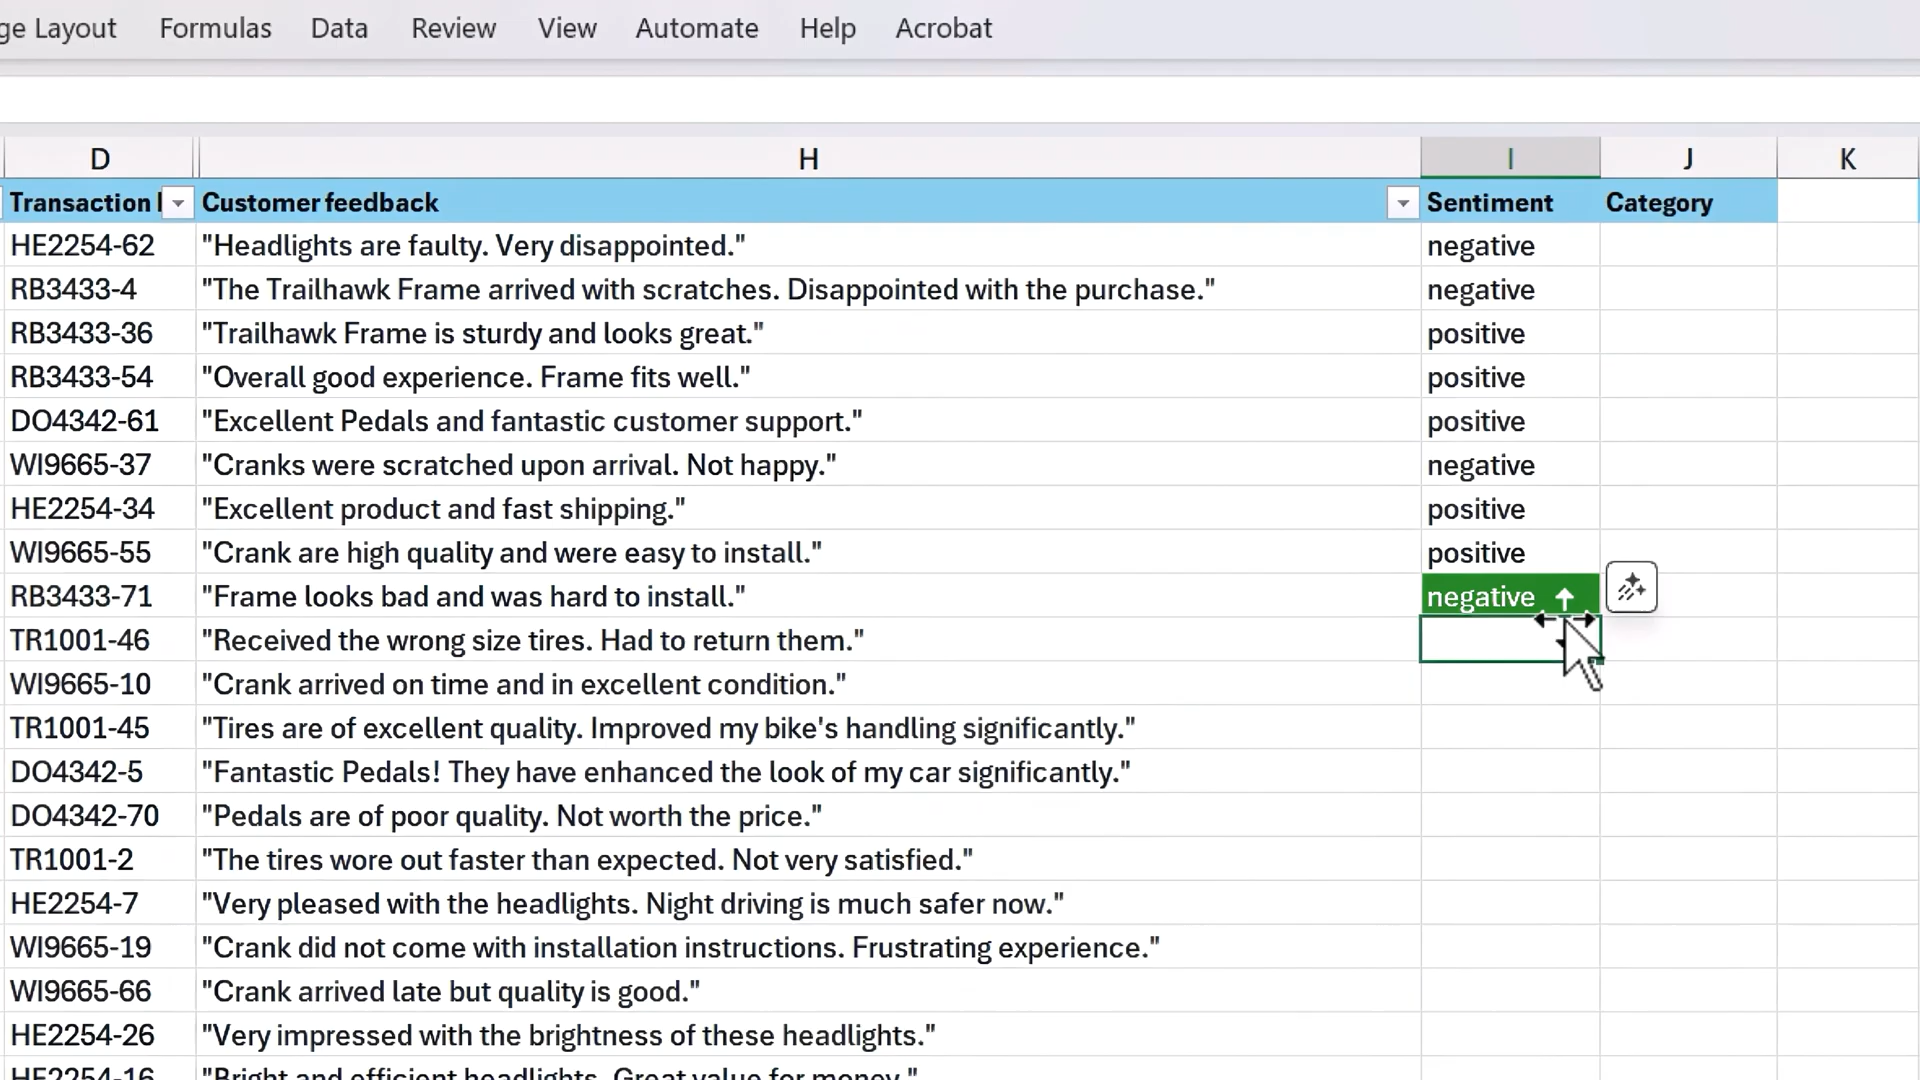 ge Layout Formulas Data Review View Automate Help Acrobat
D H I J K
Transaction Customer feedback Sentiment Category
HE2254-62 "Headlights are faulty. Very disappointed." negative
RB3433-4 "The Trailhawk Frame arrived with scratches. Disappointed with the purchase." negative
RB3433-36 "Trailhawk Frame is sturdy and looks great." positive
RB3433-54 "Overall good experience. Frame fits well." positive
DO4342-61 "Excellent Pedals and fantastic customer support." positive
WI9665-37 "Cranks were scratched upon arrival. Not happy." negative
HE2254-34 "Excellent product and fast shipping." positive
WI9665-55 "Crank are high quality and were easy to install." positive
RB3433-71 "Frame looks bad and was hard to install." negative
TR1001-46 "Received the wrong size tires. Had to return them."
WI9665-10 "Crank arrived on time and in excellent condition."
TR1001-45 "Tires are of excellent quality. Improved my bike's handling significantly."
DO4342-5 "Fantastic Pedals! They have enhanced the look of my car significantly."
DO4342-70 "Pedals are of poor quality. Not worth the price."
TR1001-2 "The tires wore out faster than expected. Not very satisfied."
HE2254-7 "Very pleased with the headlights. Night driving is much safer now."
WI9665-19 "Crank did not come with installation instructions. Frustrating experience."
WI9665-66 "Crank arrived late but quality is good."
HE2254-26 "Very impressed with the brightness of these headlights."
HE2254-16 "Bright and efficient headlights. Great value for money."